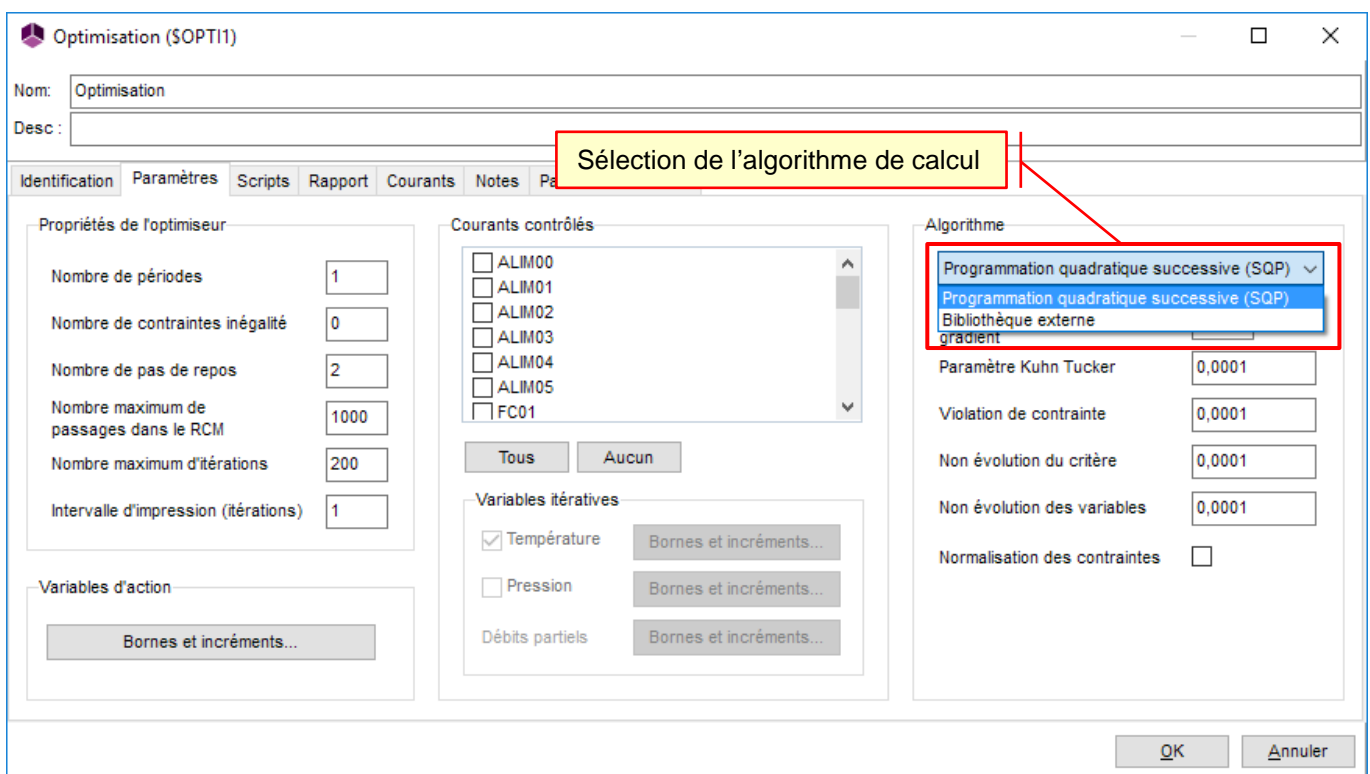 Optimisation ($OPTI1)
Nom: Optimisation
Desc :
Sélection de l’algorithme de calcul
Identification Paramètres Scripts Rapport Courants Notes Pa
Propriétés de l'optimiseur
Nombre de périodes 1
Nombre de contraintes inégalité 0
Nombre de pas de repos 2
Nombre maximum de
passages dans le RCM 1000
Nombre maximum d'itérations 200
Intervalle d'impression (itérations) 1
Variables d'action
Bornes et incréments...
Courants contrôlés
ALIM00
ALIM01
ALIM02
ALIM03
ALIM04
ALIM05
FC01
Tous Aucun
Variables itératives
Température Bornes et incréments...
Pression Bornes et incréments...
Débits partiels Bornes et incréments...
Algorithme
Programmation quadratique successive (SQP)
Programmation quadratique successive (SQP)
Bibliothèque externe
gradient
Paramètre Kuhn Tucker 0,0001
Violation de contrainte 0,0001
Non évolution du critère 0,0001
Non évolution des variables 0,0001
Normalisation des contraintes
OK Annuler